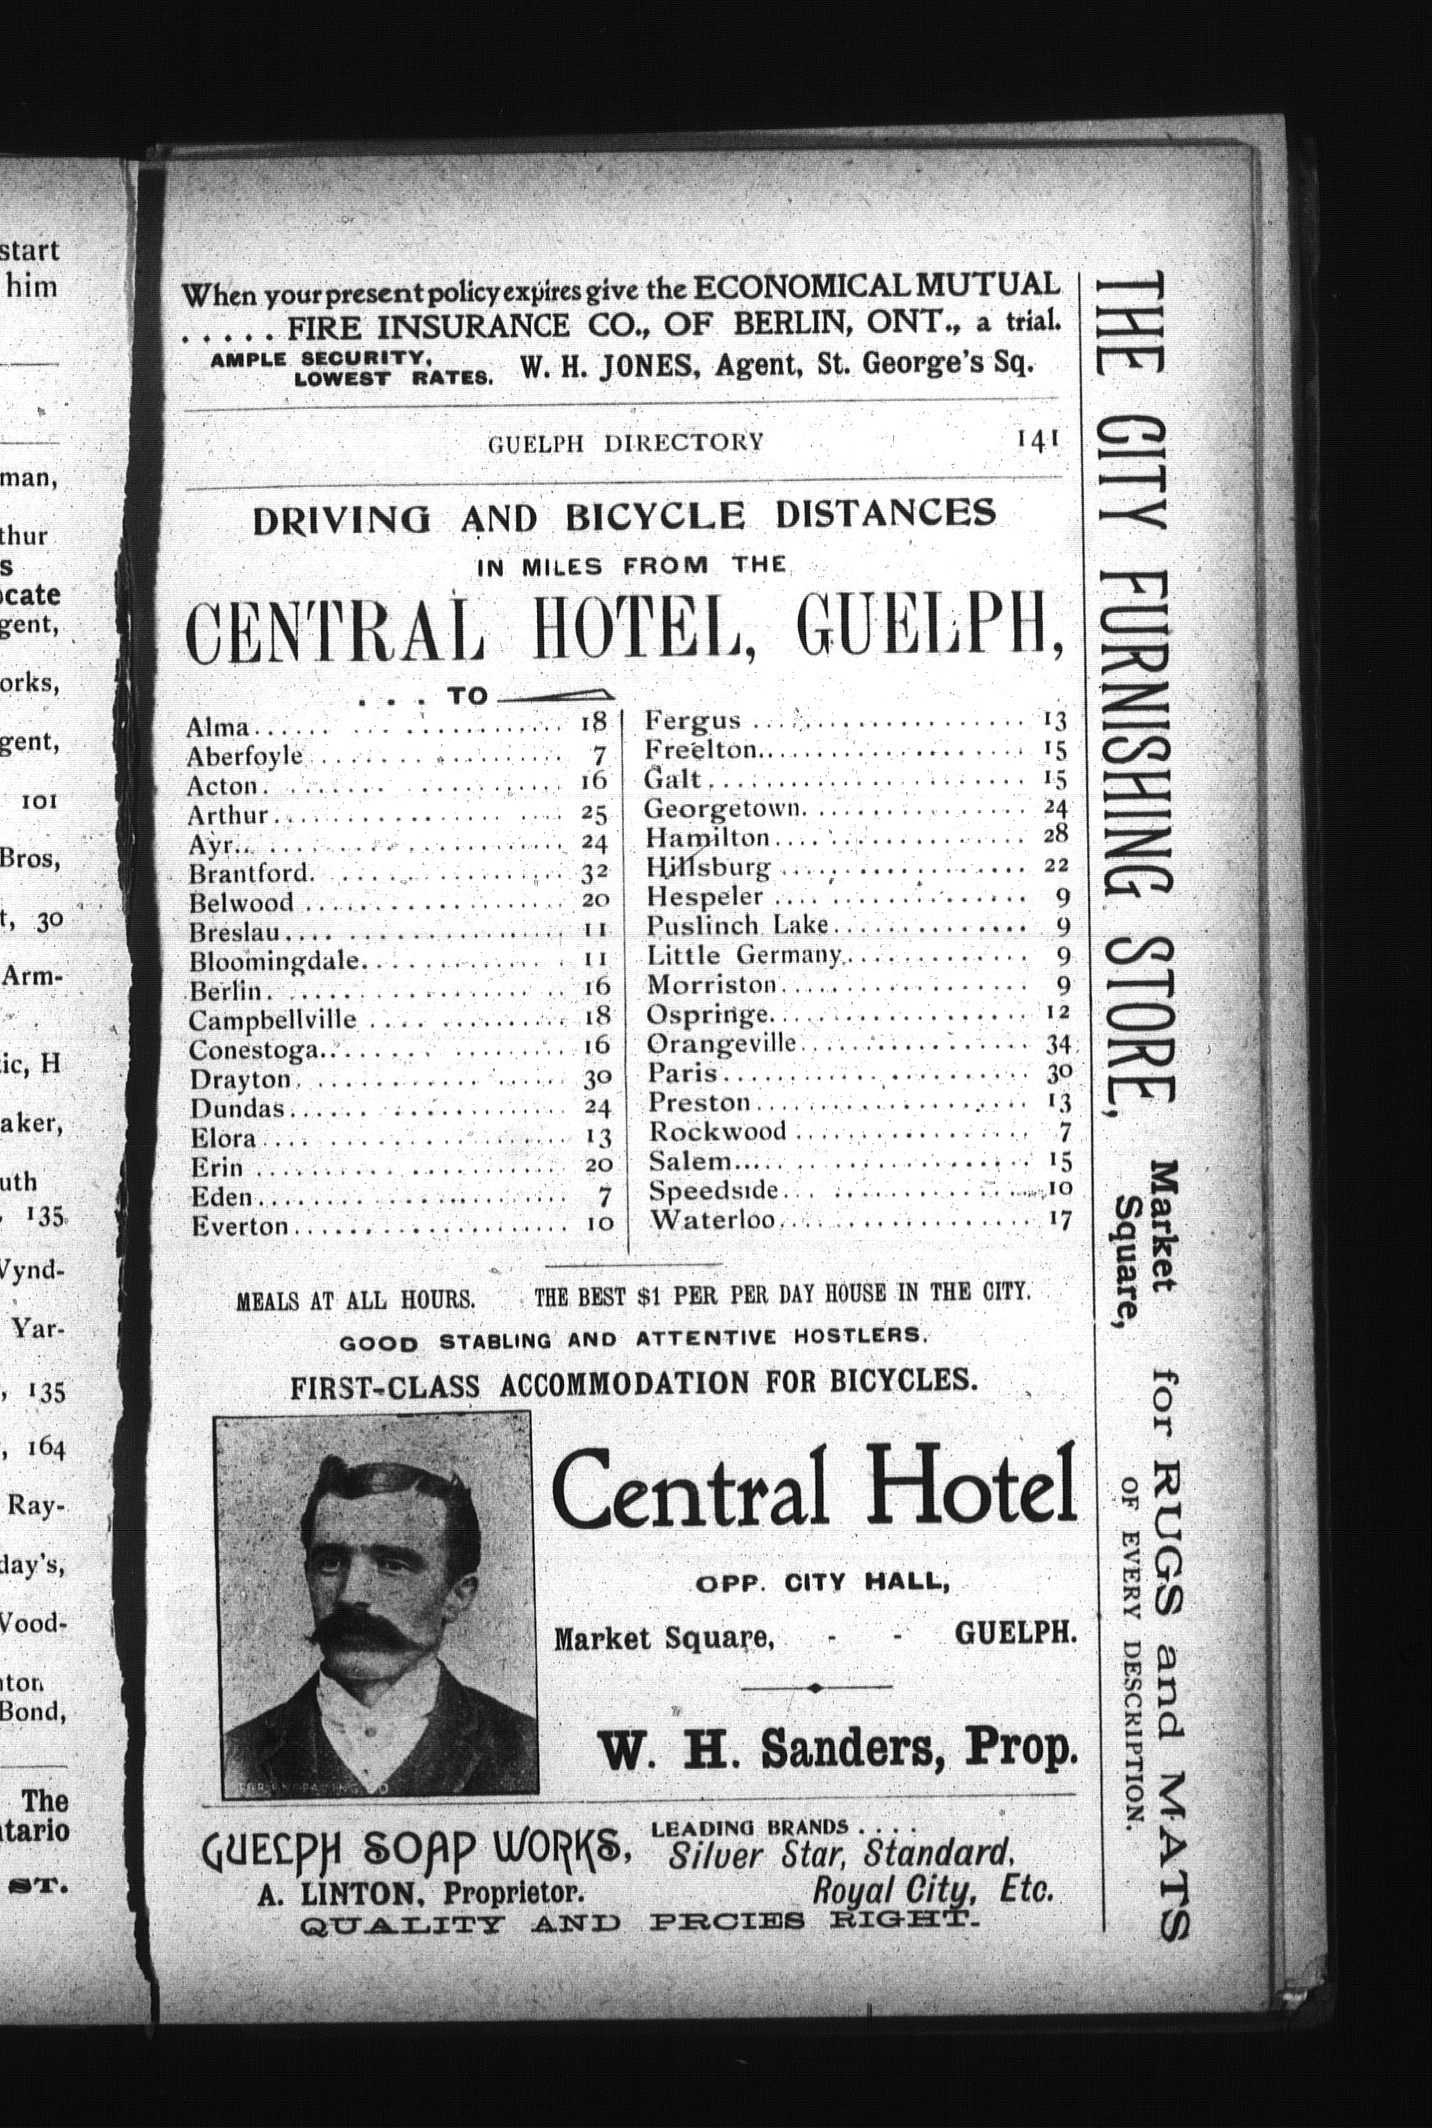 start
him
man,
thur
s
ocate
gent,
orks,
gent,
101
Bros,
t, 30
Arm-
ic, H
aker,
uth
135
Wynd-
Yar-
, 135
, 164
Ray-
day's,
Wood-
nton
Bond,
The
ntario
ST.
When your present policy expires give the ECONOMICAL MUTUAL
. . . . . FIRE INSURANCE CO., OF BERLIN, ONT., a trial.
AMPLE SECURITY,
LOWEST RATES.
W. H. JONES, Agent, St. George's Sq.
GUELPH DIRECTORY 141
DRIVING AND BICYCLE DISTANCES
IN MILES FROM THE
CENTRAL HOTEL, GUELPH,
. . . TO
Alma 18
Aberfoyle 7
Acton 16
Arthur 25
Ayr 24
Brantford 32
Belwood 20
Breslau 11
Bloomingdale 11
Berlin 16
Campbellville 18
Conestoga 16
Drayton 30
Dundas 24
Elora 13
Erin 20
Eden 7
Everton 10
Fergus 13
Freelton 15
Galt 15
Georgetown 24
Hamilton 28
Hillsburg 22
Hespeler 9
Puslinch Lake 9
Little Germany 9
Morriston 9
Ospringe 12
Orangeville 34
Paris 30
Preston 13
Rockwood 7
Salem 15
Speedside 10
Waterloo 17
MEALS AT ALL HOURS. THE BEST $1 PER PER DAY HOUSE IN THE CITY.
GOOD STABLING AND ATTENTIVE HOSTLERS.
FIRST-CLASS ACCOMMODATION FOR BICYCLES.
Central Hotel
OPP. CITY HALL,
Market Square, - - GUELPH.
W. H. Sanders, Prop.
GUELPH SOAP WORKS,
A. LINTON, Proprietor.
LEADING BRANDS . . . .
Silver Star, Standard,
Royal City, Etc.
QUALITY AND PRCIES RIGHT.
THE CITY FURNISHING STORE,
Market
Square,
for RUGS and MATS
OF EVERY DESCRIPTION.